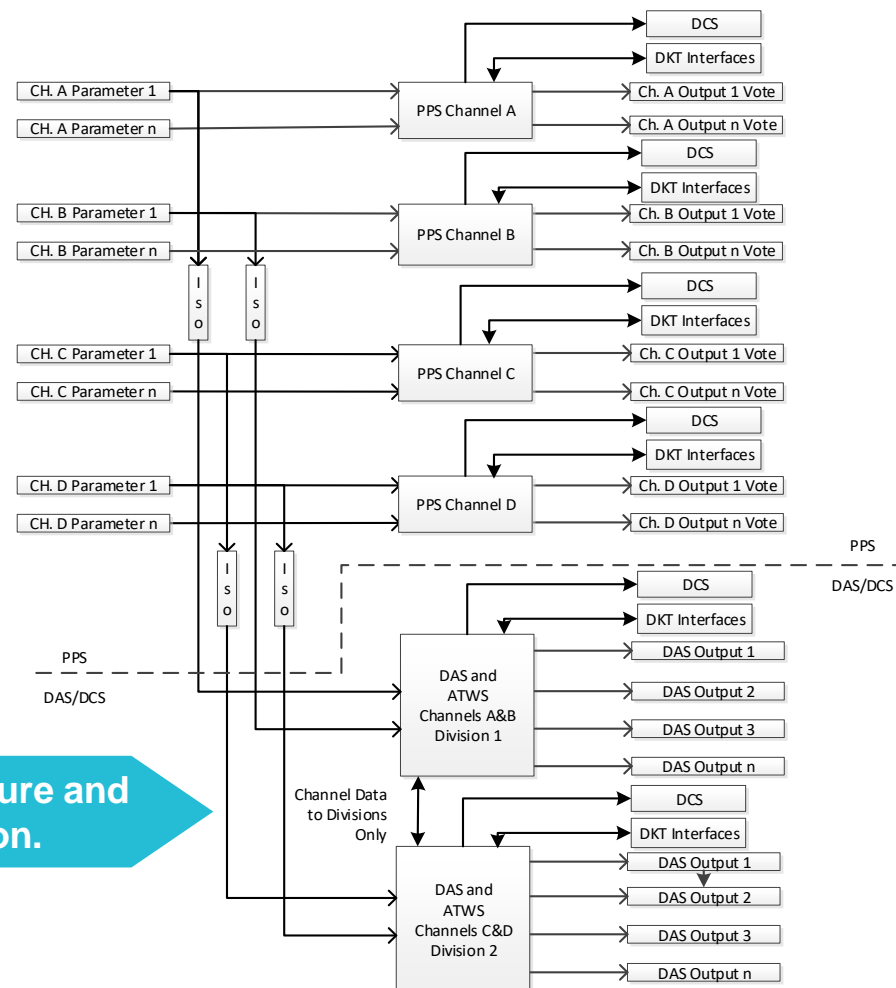 DCS
DKT Interfaces
CH. A Parameter 1
PPS Channel A
Ch. A Output 1 Vote
CH. A Parameter n
Ch. A Output n Vote
DCS
DKT Interfaces
CH. B Parameter 1
PPS Channel B
Ch. B Output 1 Vote
CH. B Parameter n
Ch. B Output n Vote
Iso
Iso
DCS
DKT Interfaces
CH. C Parameter 1
PPS Channel C
Ch. C Output 1 Vote
CH. C Parameter n
Ch. C Output n Vote
DCS
DKT Interfaces
CH. D Parameter 1
PPS Channel D
Ch. D Output 1 Vote
CH. D Parameter n
Ch. D Output n Vote
Iso
Iso
PPS
DAS/DCS
DCS
DKT Interfaces
PPS
DAS/DCS
DAS and
ATWS
Channels A&B
Division 1
DAS Output 1
DAS Output 2
DAS Output 3
DAS Output n
ure and
on.
Channel Data
to Divisions
Only
DCS
DKT Interfaces
DAS and
ATWS
Channels C&D
Division 2
DAS Output 1
DAS Output 2
DAS Output 3
DAS Output n